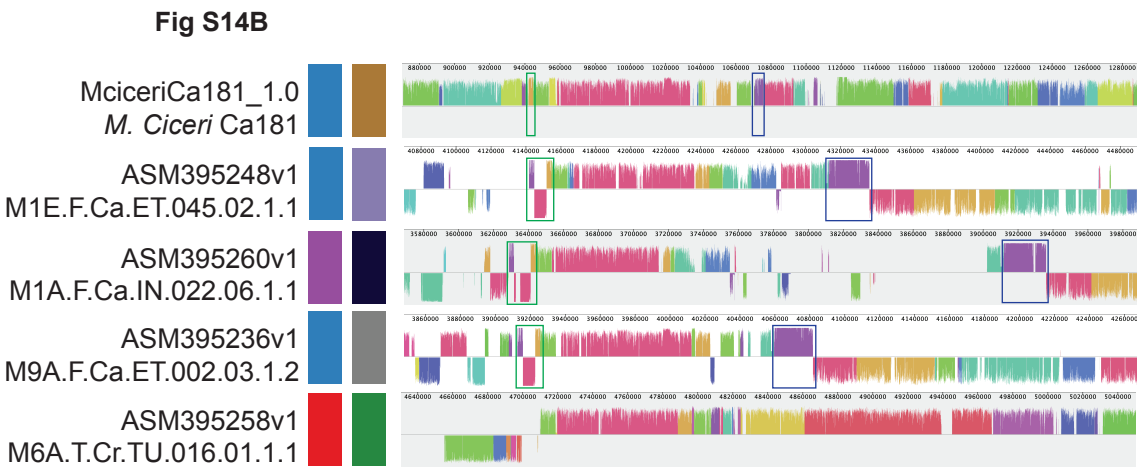 Fig S14B
880000 900000 920000 940000 960000 980000 1000000 1020000 1040000 1060000 1080000 1100000 1120000 1140000 1160000 1180000 1200000 1220000 1240000 1260000 1280000
MciceriCa181_1.0
M. Ciceri Ca181
4080000 4100000 4120000 4140000 4160000 4180000 4200000 4220000 4240000 4260000 4280000 4300000 4320000 4340000 4360000 4380000 4400000 4420000 4440000 4460000 4480000
ASM395248v1
M1E.F.Ca.ET.045.02.1.1
3580000 3600000 3620000 3640000 3660000 3680000 3700000 3720000 3740000 3760000 3780000 3800000 3820000 3840000 3860000 3880000 3900000 3920000 3940000 3960000 3980000
ASM395260v1
M1A.F.Ca.IN.022.06.1.1
3860000 3880000 3900000 3920000 3940000 3960000 3980000 4000000 4020000 4040000 4060000 4080000 4100000 4120000 4140000 4160000 4180000 4200000 4220000 4240000 4260000
ASM395236v1
M9A.F.Ca.ET.002.03.1.2
4640000 4660000 4680000 4700000 4720000 4740000 4760000 4780000 4800000 4820000 4840000 4860000 4880000 4900000 4920000 4940000 4960000 4980000 5000000 5020000 5040000
ASM395258v1
M6A.T.Cr.TU.016.01.1.1